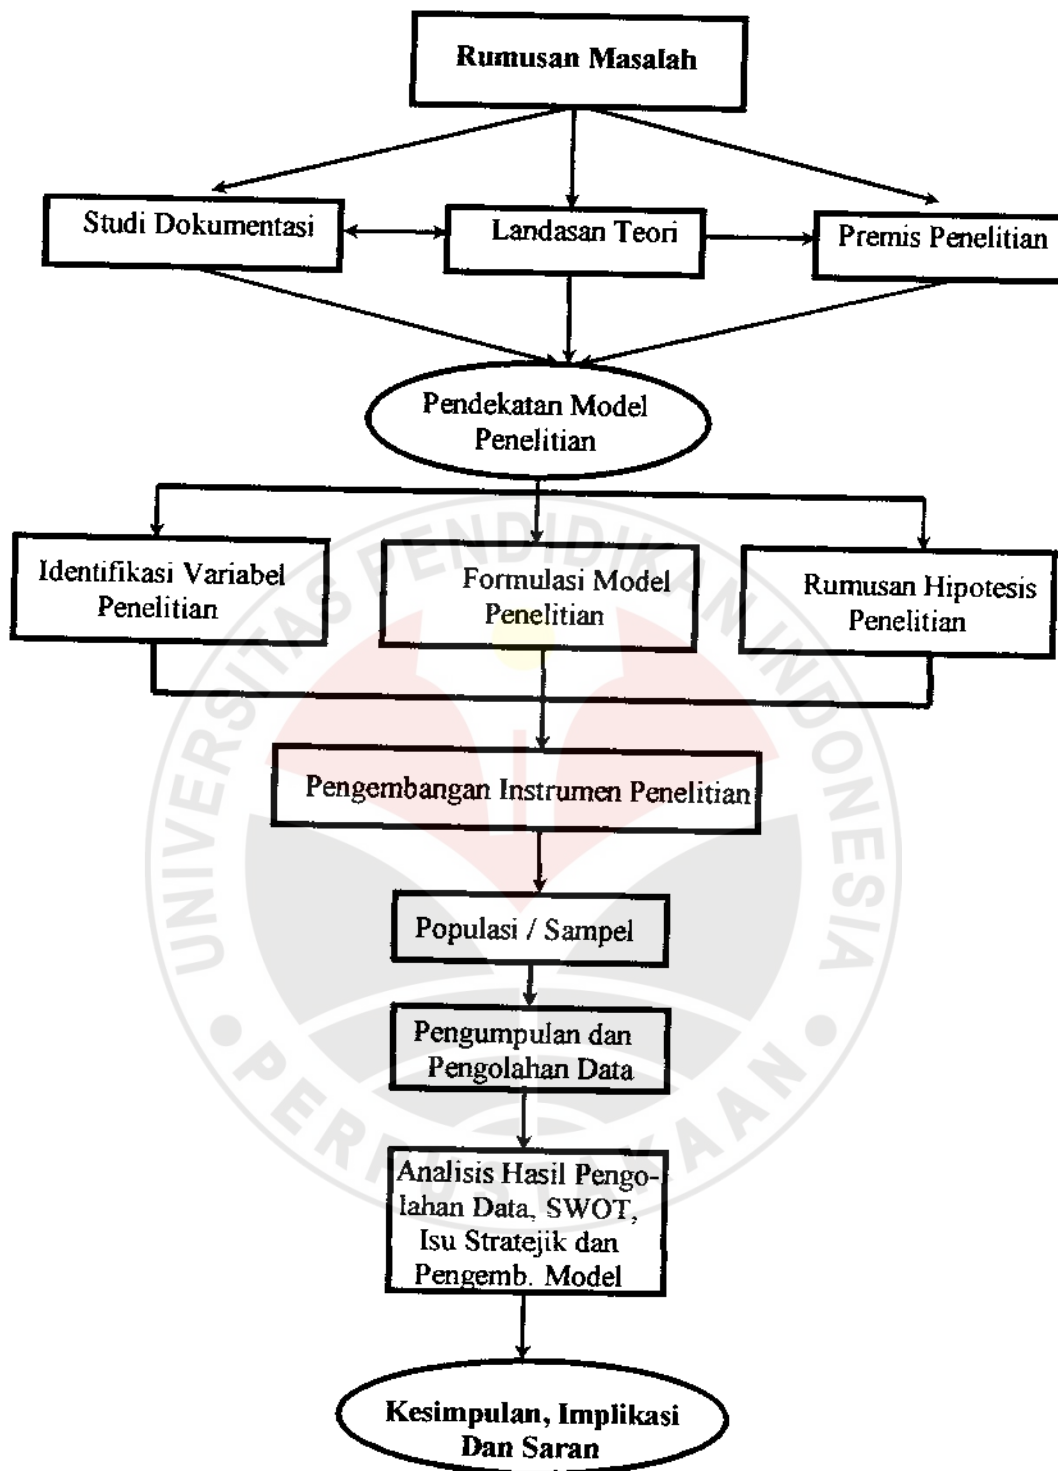 Rumusan Masalah
Studi Dokumentasi
Landasan Teori
Premis Penelitian
Pendekatan Model
Penelitian
Identifikasi Variabel
Penelitian
Formulasi Model
Penelitian
Rumusan Hipotesis
Penelitian
Pengembangan Instrumen Penelitian
Populasi / Sampel
Pengumpulan dan
Pengolahan Data
Analisis Hasil Pengo-
lahan Data, SWOT,
Isu Stratejik dan
Pengemb. Model
Kesimpulan, Implikasi
Dan Saran
UNIVERSITAS PENDIDIKAN INDONESIA
PERPUSTAKAAN